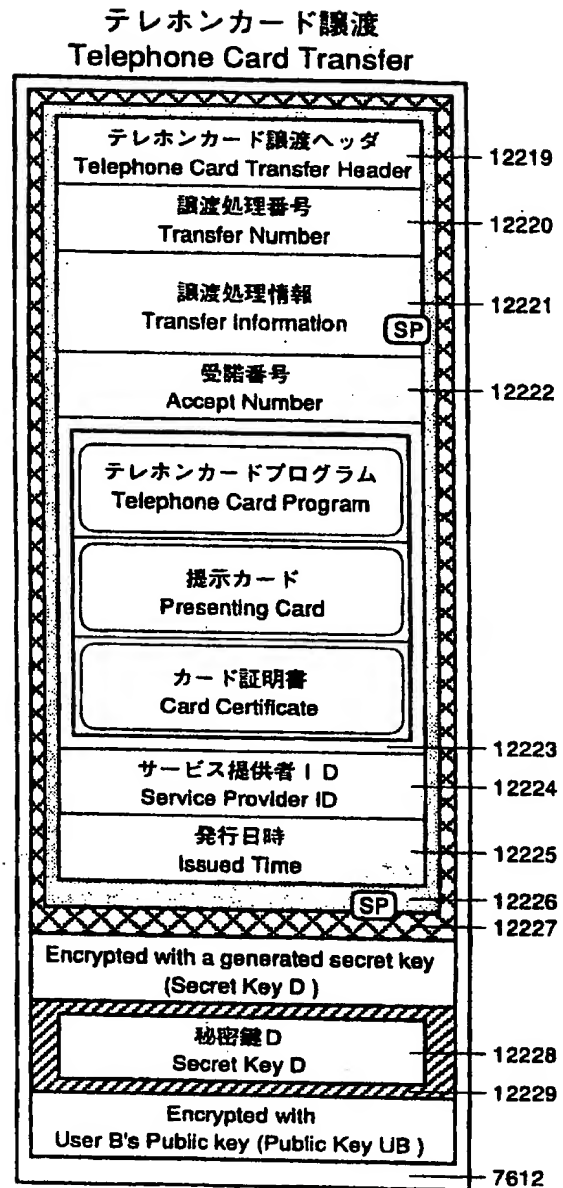 テレホンカード譲渡
Telephone Card Transfer
テレホンカード譲渡ヘッダ
Telephone Card Transfer Header
12219
譲渡処理番号
Transfer Number
12220
譲渡処理情報
Transfer Information
SP
12221
受諾番号
Accept Number
12222
テレホンカードプログラム
Telephone Card Program
提示カード
Presenting Card
カード証明書
Card Certificate
12223
サービス提供者ID
Service Provider ID
12224
発行日時
Issued Time
12225
SP
12226
12227
Encrypted with a generated secret key
(Secret Key D )
秘密鍵D
Secret Key D
12228
12229
Encrypted with
User B's Public key (Public Key UB )
7612